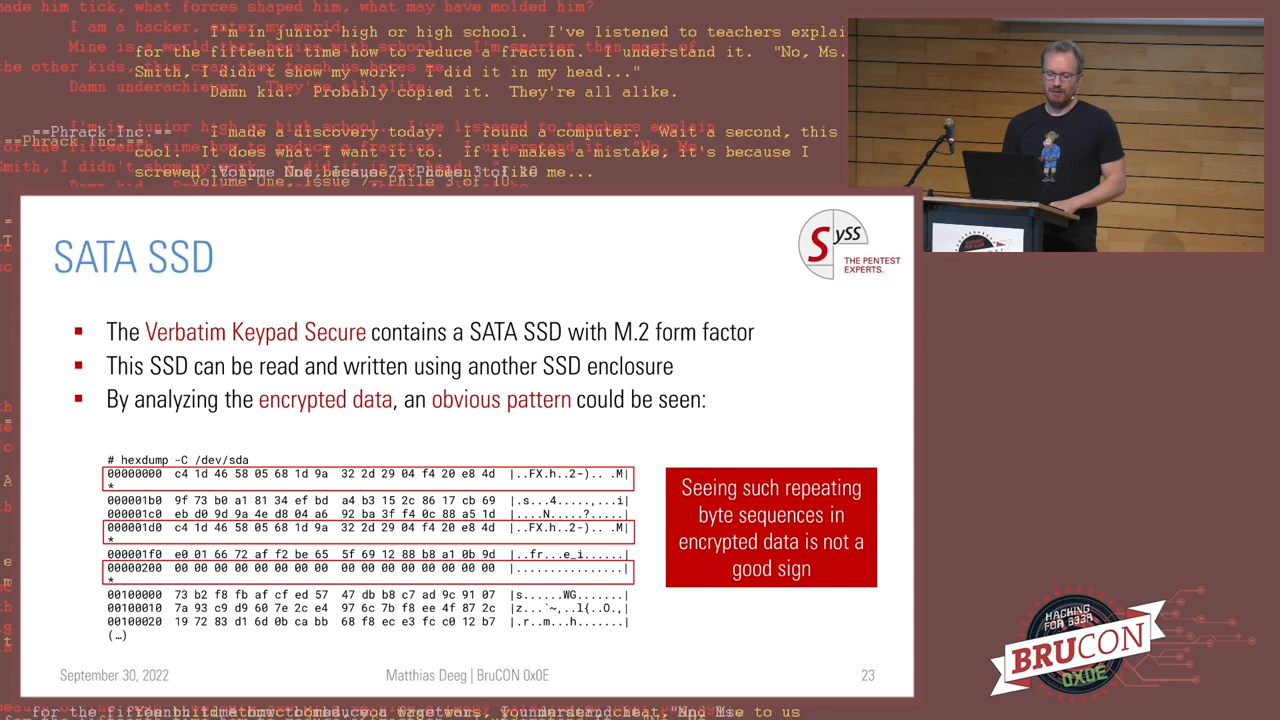 made him tick, what forces shaped him, what may have molded him?
I am a hacker, enter my world
I'm in junior high or high school. I've listened to teachers explai
for the fifteenth time how to reduce a fraction. I understand it. "No, Ms.
Smith, I didn't show my work. I did it in my head..."
Damn kid. Probably copied it. They're all alike.
the other kids, this crap they teach us bores me
Damn underachiever. They're all alike.
==Phrack Inc.==
I made a discovery today. I found a computer. Wait a second, this
cool. It does what I want it to. If it makes a mistake, it's because I
screwed it up. Not because it doesn't like me...
Volume One, Issue 7, Phile 3 of 10
SATA SSD
SySS
THE PENTEST
EXPERTS.
▪ The Verbatim Keypad Secure contains a SATA SSD with M.2 form factor
▪ This SSD can be read and written using another SSD enclosure
▪ By analyzing the encrypted data, an obvious pattern could be seen:
# hexdump -C /dev/sda
00000000 c4 1d 46 58 05 68 1d 9a 32 2d 29 04 f4 20 e8 4d |..FX.h..2-).. .M|
*
000001b0 9f 73 b0 a1 81 34 ef bd a4 b3 15 2c 86 17 cb 69 |.s...4.....,...i|
000001c0 eb d0 9d 9a 4e d8 04 a6 92 ba 3f f4 0c 88 a5 1d |....N.....?.....|
000001d0 c4 1d 46 58 05 68 1d 9a 32 2d 29 04 f4 20 e8 4d |..FX.h..2-).. .M|
*
000001f0 e0 01 66 72 af f2 be 65 5f 69 12 88 b8 a1 0b 9d |..fr...e_i......|
00000200 00 00 00 00 00 00 00 00 00 00 00 00 00 00 00 00 |................|
*
00100000 73 b2 f8 fb af cf ed 57 47 db b8 c7 ad 9c 91 07 |s......WG.......|
00100010 7a 93 c9 d9 60 7e 2c e4 97 6c 7b f8 ee 4f 87 2c |z...`~,..l{..O.,|
00100020 19 72 83 d1 6d 0b ca bb 68 f8 ec e3 fc c0 12 b7 |.r..m...h.......|
(…)
Seeing such repeating
byte sequences in
encrypted data is not a
good sign
September 30, 2022
Matthias Deeg | BruCON 0x0E
23
HACKING
FOR B33R
BRUCON
0X0E